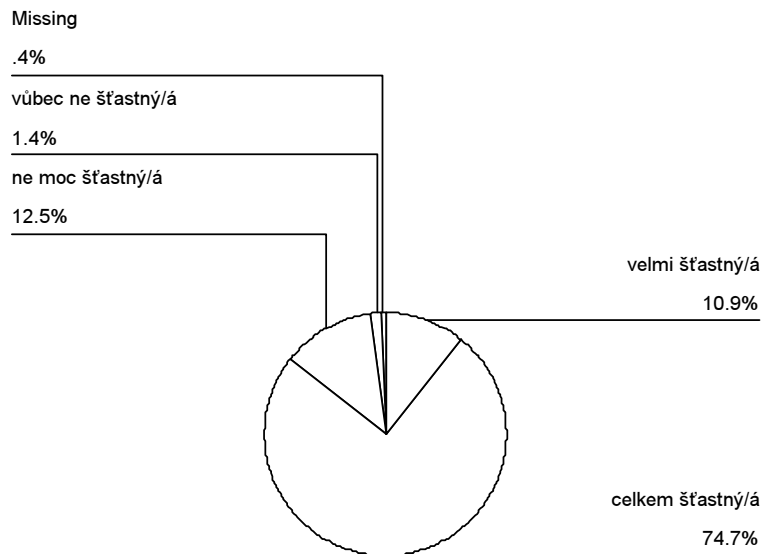 Missing
.4%
vůbec ne šťastný/á
1.4%
ne moc šťastný/á
12.5%
velmi šťastný/á
10.9%
celkem šťastný/á
74.7%